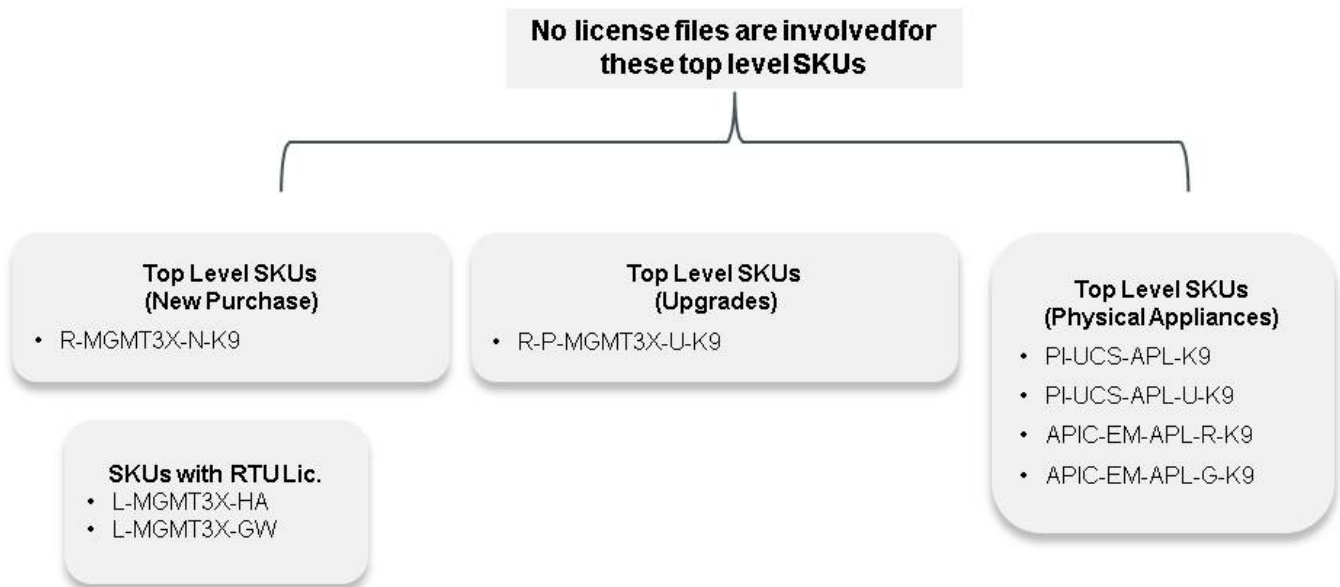 No license files are involvedfor
these top level SKUs
Top Level SKUs
(New Purchase)
• R-MGMT3X-N-K9
Top Level SKUs
(Upgrades)
• R-P-MGMT3X-U-K9
Top Level SKUs
(Physical Appliances)
• PI-UCS-APL-K9
• PI-UCS-APL-U-K9
• APIC-EM-APL-R-K9
• APIC-EM-APL-G-K9
SKUs with RTU Lic.
• L-MGMT3X-HA
• L-MGMT3X-GW